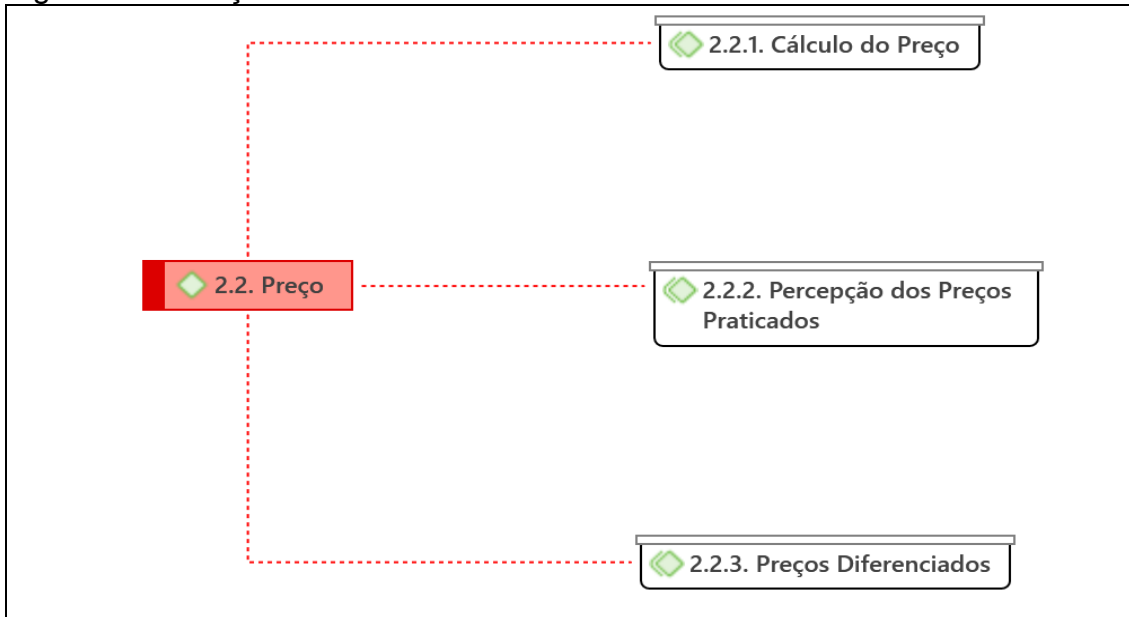 2.2.1. Cálculo do Preço
2.2. Preço
2.2.2. Percepção dos Preços
Praticados
2.2.3. Preços Diferenciados